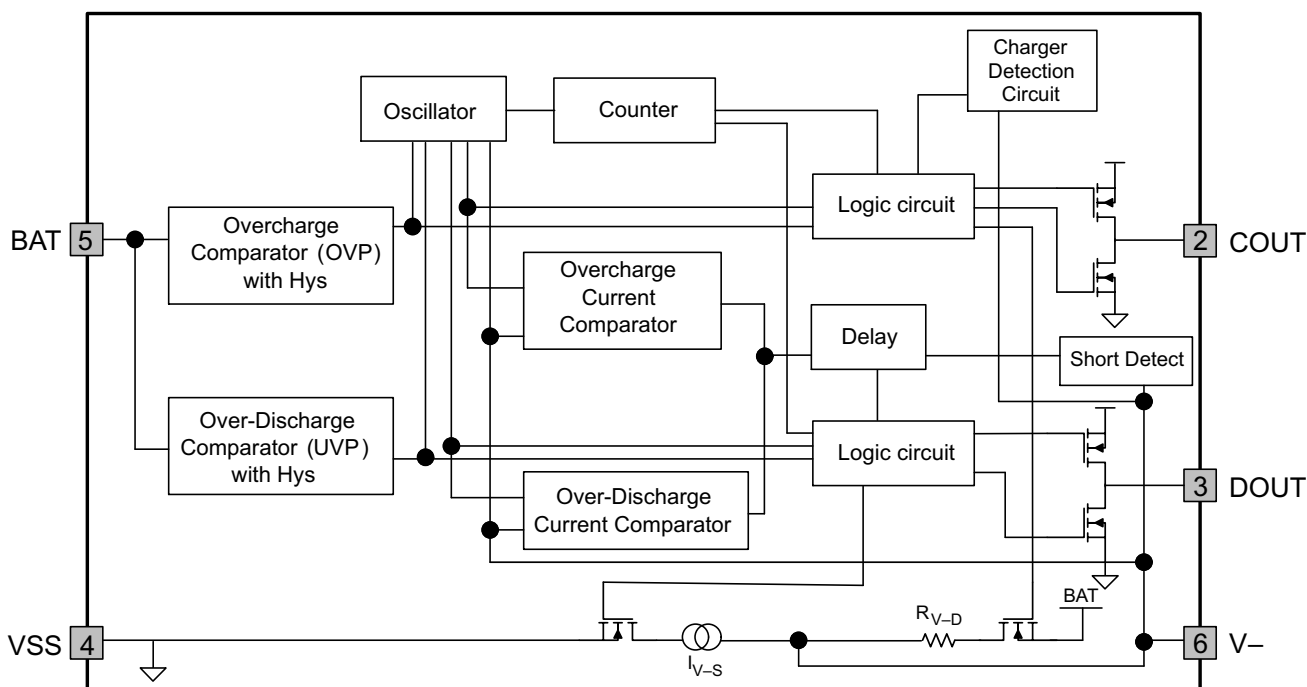 Charger
Detection
Circuit
Oscillator
Counter
Logic circuit
BAT
5
Overcharge
Comparator (OVP)
with Hys
2
COUT
Overcharge
Current
Comparator
Delay
Short Detect
Over-Discharge
Comparator (UVP)
with Hys
Logic circuit
Over-Discharge
Current Comparator
3
DOUT
BAT
RV–D
VSS
4
IV–S
6
V–